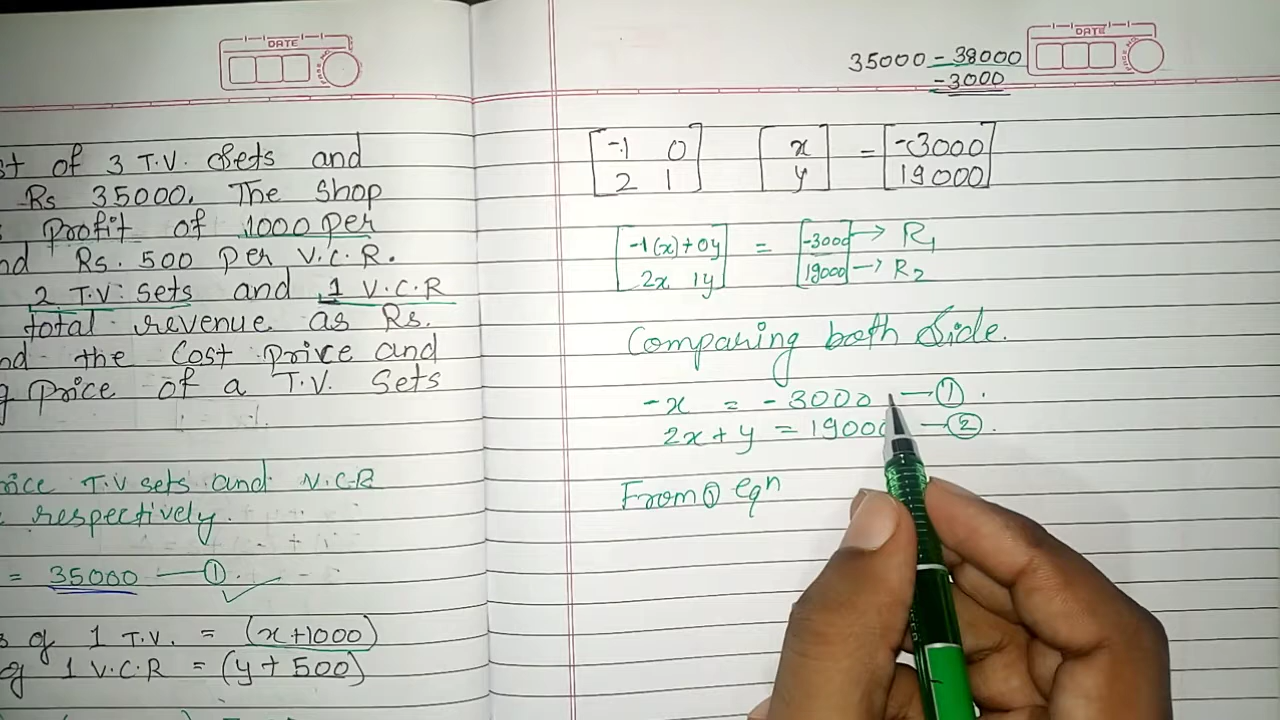 DATE
st of 3 T.V. Sets and
Rs 35000. The Shop
Profit of 1000 per
nd Rs. 500 per V.C.R.
2 T.V. Sets and 1 V.C.R
total revenue as Rs.
nd the Cost price and
g price of a T.V. Sets
rice T.V sets and V.C.R
respectively.
= 35000 — ①.
of 1 T.V. = (x+1000)
of 1 V.C.R = (y+500)
DATE
35000 - 38000
-3000
[-1 0] [x] = [-3000]
[2 1] [y] [19000]
[-1(x)+0y] = [-3000] → R₁
[2x 1y] [19000] → R₂
Comparing both Side.
-x = -3000 — ①.
2x+y = 19000 — ②.
From ① eqⁿ